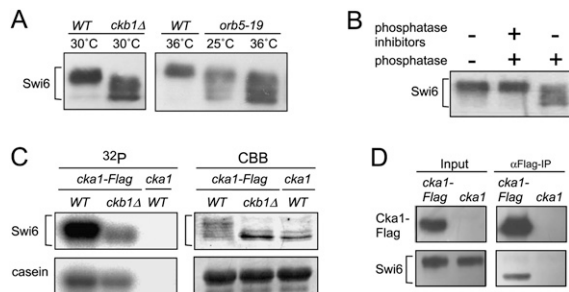 A
WT ckb1Δ WT orb5-19
30˚C 30˚C 36˚C 25˚C 36˚C
Swi6
B
phosphatase inhibitors - + -
phosphatase - + +
Swi6
C
32P CBB
cka1-Flag cka1 cka1-Flag cka1
WT ckb1Δ WT WT ckb1Δ WT
Swi6
casein
D
Input αFlag-IP
cka1-Flag cka1 cka1-Flag cka1
Cka1-Flag
Swi6